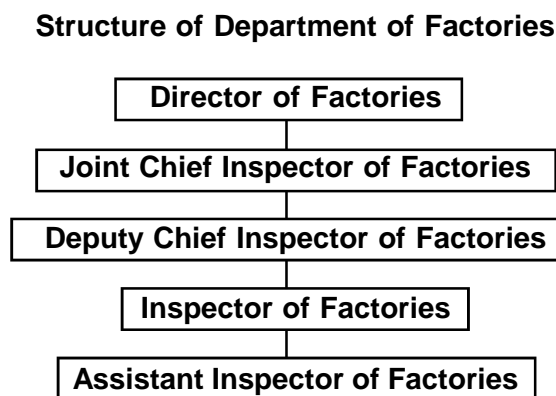 Structure of Department of Factories
Director of Factories
Joint Chief Inspector of Factories
Deputy Chief Inspector of Factories
Inspector of Factories
Assistant Inspector of Factories